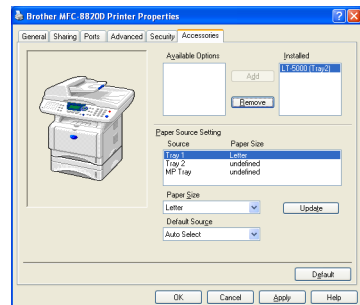 Brother MFC-8820D Printer Properties
General Sharing Ports Advanced Security Accessories
Available Options
Installed
LT-5000 (Tray2)
Add
Remove
Paper Source Setting
Source Paper Size
Tray 1 Letter
Tray 2 undefined
MP Tray undefined
Paper Size
Letter
Update
Default Source
Auto Select
Default
OK Cancel Apply Help